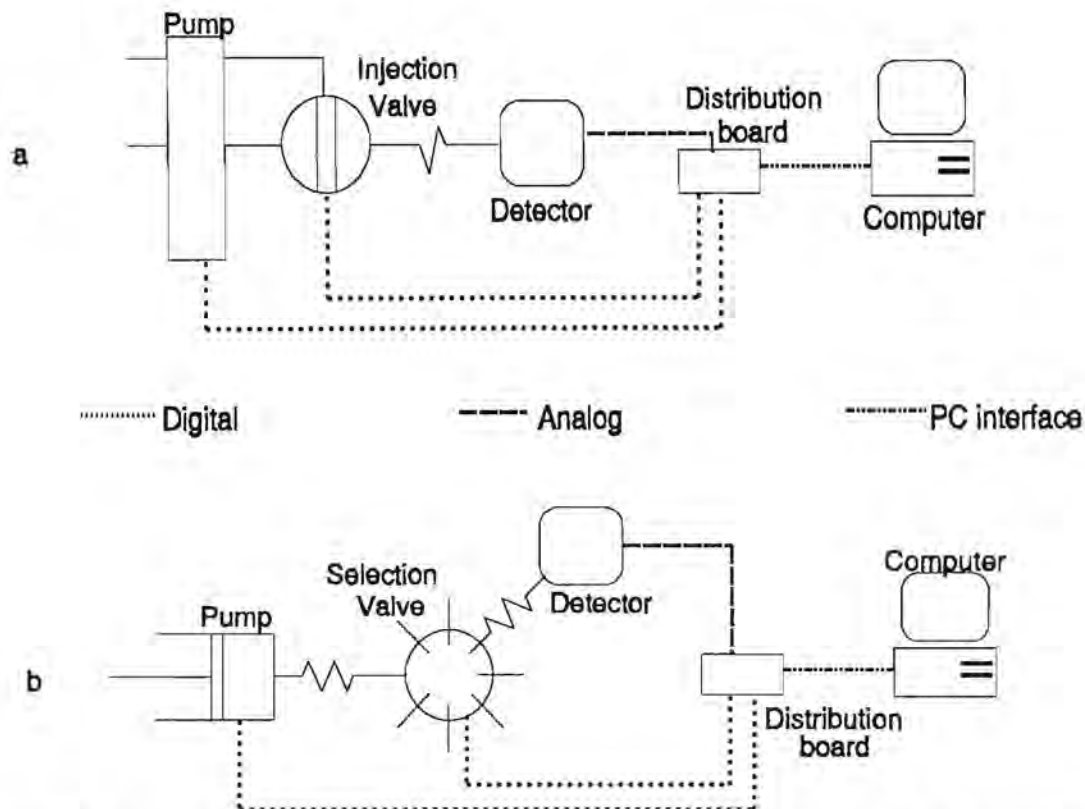 Pump
Injection
Valve
Distribution
board
a
Detector
Computer
Digital
Analog
PC interface
Computer
Selection
Valve
Detector
Pump
b
Distribution
board